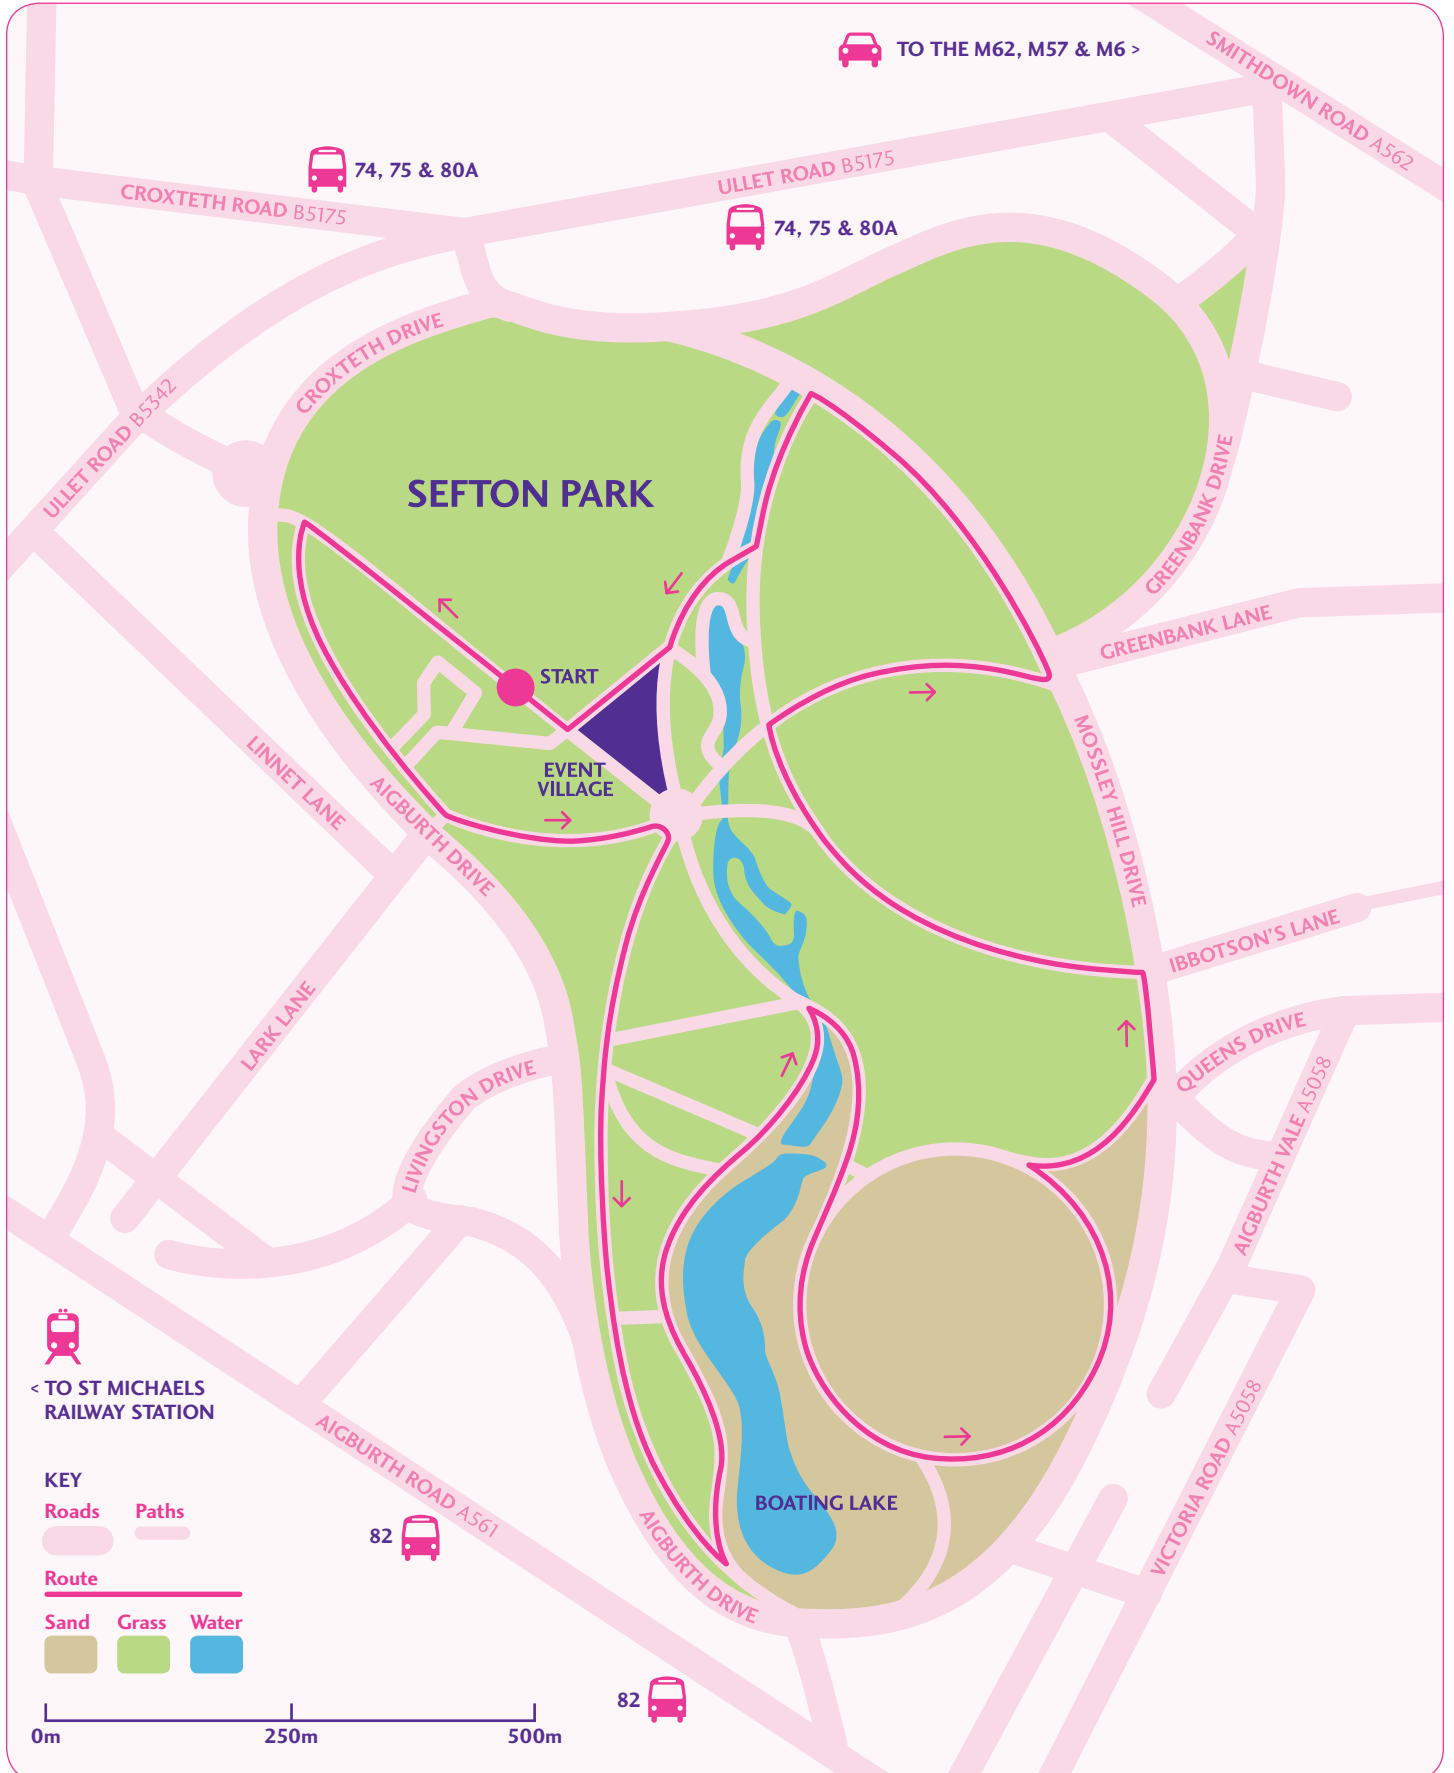 TO THE M62, M57 & M6 >
SMITHDOWN ROAD A562
74, 75 & 80A
ULLET ROAD B5175
CROXTETH ROAD B5175
74, 75 & 80A
CROXTETH DRIVE
ULLET ROAD B5342
SEFTON PARK
GREENBANK DRIVE
GREENBANK LANE
START
EVENT
VILLAGE
LINNET LANE
AIGBURTH DRIVE
MOSSLEY HILL DRIVE
IBBOTSON'S LANE
LARK LANE
QUEENS DRIVE
LIVINGSTON DRIVE
AIGBURTH VALE A5058
< TO ST MICHAELS
RAILWAY STATION
AIGBURTH ROAD A561
VICTORIA ROAD A5058
KEY
Roads Paths
Route
Sand Grass Water
0m 250m 500m
BOATING LAKE
82
AIGBURTH DRIVE
82